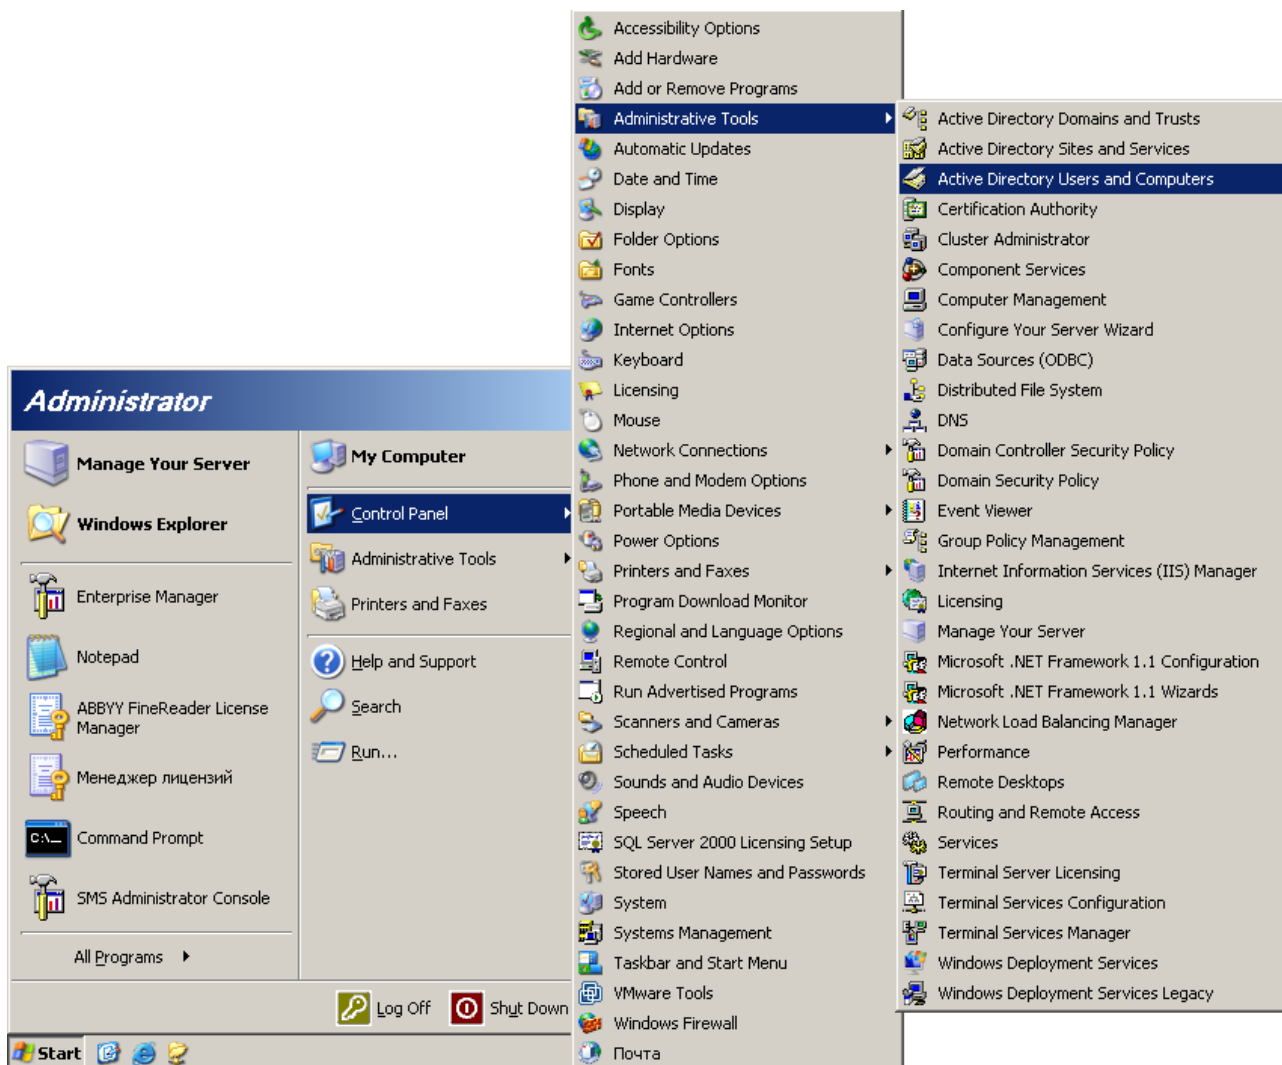 Administrator
Manage Your Server
Windows Explorer
Enterprise Manager
Notepad
ABBYY FineReader License
Manager
Менеджер лицензий
C:\_
Command Prompt
SMS Administrator Console
All Programs
My Computer
Control Panel
Administrative Tools
Printers and Faxes
Help and Support
Search
Run...
Log Off
Shut Down
Start
Accessibility Options
Add Hardware
Add or Remove Programs
Administrative Tools
Automatic Updates
Date and Time
Display
Folder Options
Fonts
Game Controllers
Internet Options
Keyboard
Licensing
Mouse
Network Connections
Phone and Modem Options
Portable Media Devices
Power Options
Printers and Faxes
Program Download Monitor
Regional and Language Options
Remote Control
Run Advertised Programs
Scanners and Cameras
Scheduled Tasks
Sounds and Audio Devices
Speech
SQL Server 2000 Licensing Setup
Stored User Names and Passwords
System
Systems Management
Taskbar and Start Menu
VMware Tools
Windows Firewall
Почта
Active Directory Domains and Trusts
Active Directory Sites and Services
Active Directory Users and Computers
Certification Authority
Cluster Administrator
Component Services
Computer Management
Configure Your Server Wizard
Data Sources (ODBC)
Distributed File System
DNS
Domain Controller Security Policy
Domain Security Policy
Event Viewer
Group Policy Management
Internet Information Services (IIS) Manager
Licensing
Manage Your Server
Microsoft .NET Framework 1.1 Configuration
Microsoft .NET Framework 1.1 Wizards
Network Load Balancing Manager
Performance
Remote Desktops
Routing and Remote Access
Services
Terminal Server Licensing
Terminal Services Configuration
Terminal Services Manager
Windows Deployment Services
Windows Deployment Services Legacy